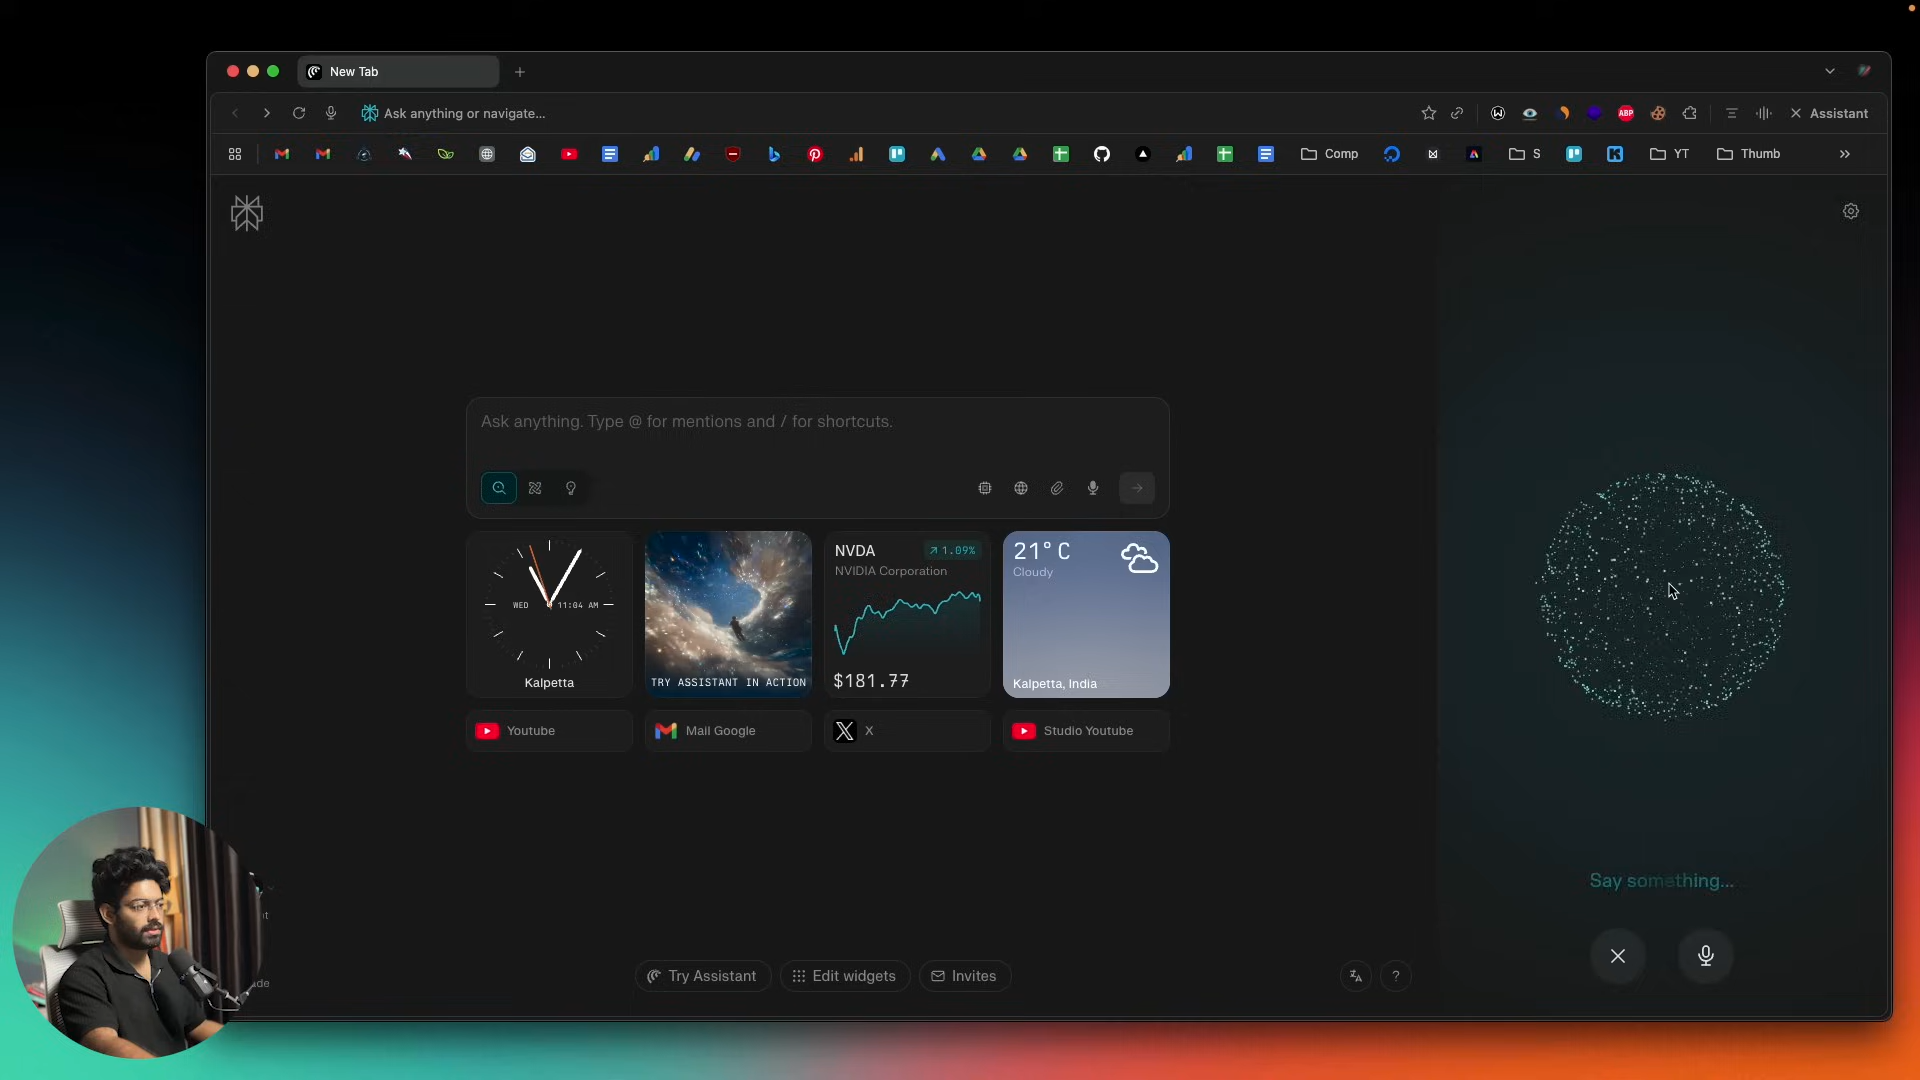 New Tab
Ask anything or navigate...
ABP
Assistant
Comp
S
YT
Thumb
Ask anything. Type @ for mentions and / for shortcuts.
WED 11:04 AM
Kalpetta
TRY ASSISTANT IN ACTION
NVDA
1.09%
NVIDIA Corporation
$181.77
21° C
Cloudy
Kalpetta, India
Youtube
Mail Google
X
Studio Youtube
Say something...
Try Assistant
Edit widgets
Invites
?